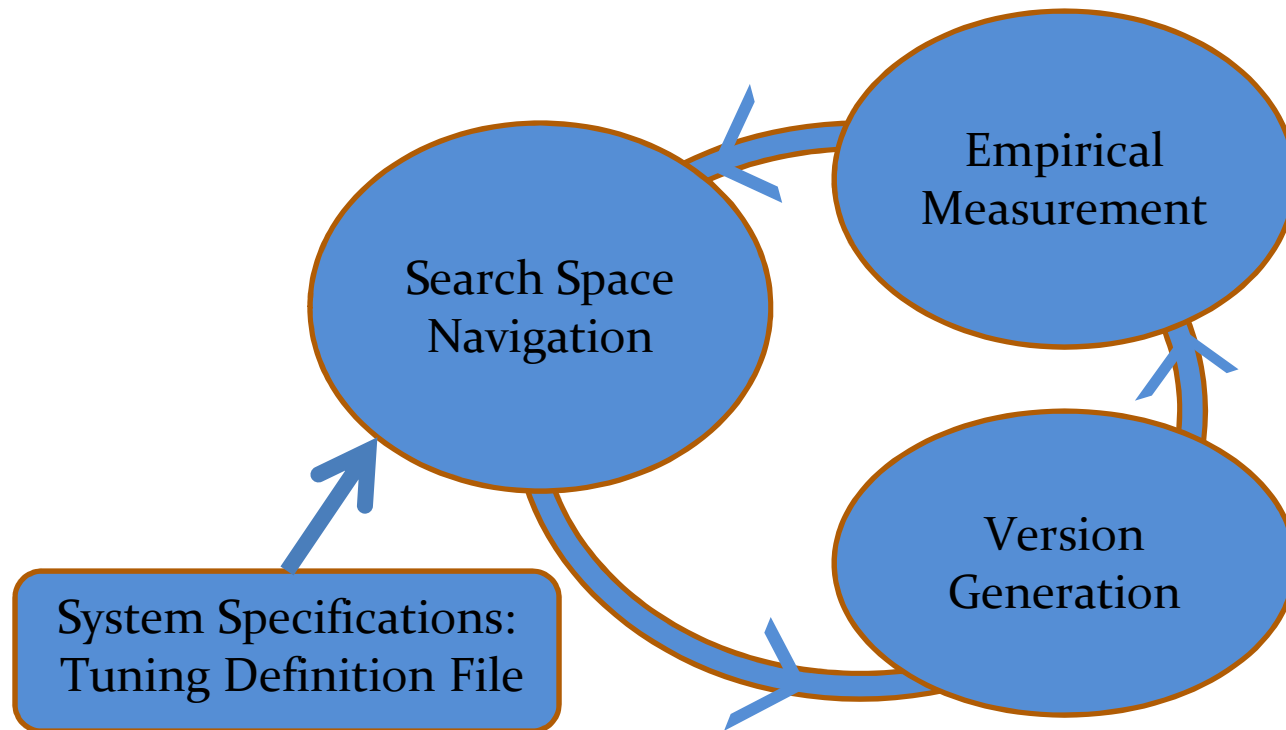 Empirical
Measurement
Search Space
Navigation
Version
Generation
System Specifications:
Tuning Definition File